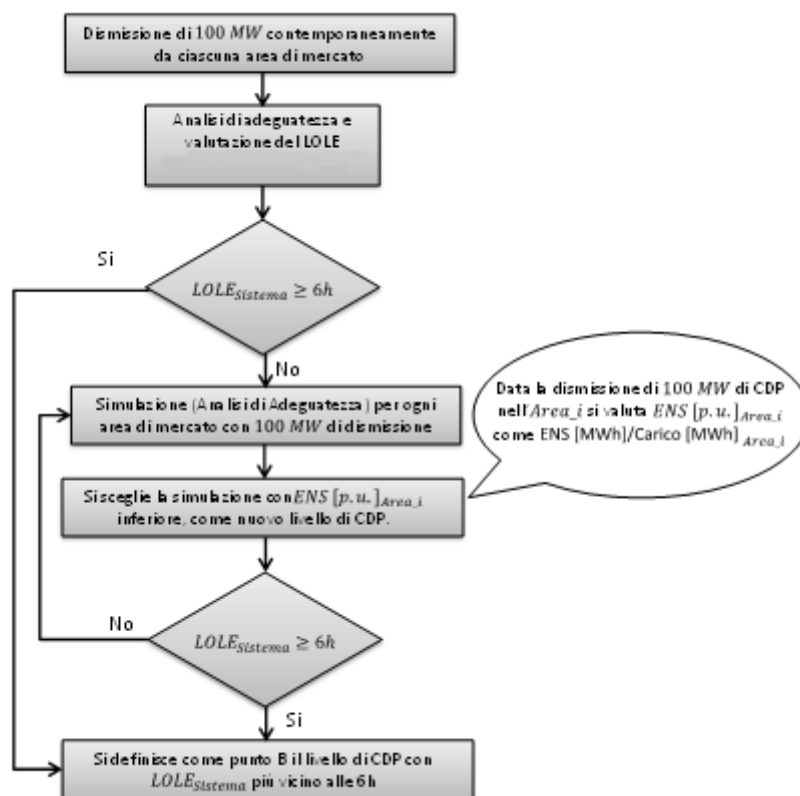 Dismissione di 100 MW contemporaneamente
da ciascuna area di mercato
Analisi di adeguatezza e
valutazione del LOLE
Si
LOLE_Sistema ≥ 6h
No
Simulazione (Analisi di Adeguatezza) per ogni
area di mercato con 100 MW di dismissione
Data la dismissione di 100 MW di CDP
nell'Area_i si valuta ENS [p.u.]_Area_i
come ENS [MWh]/Carico [MWh] _Area_i
Si sceglie la simulazione con ENS [p.u.]_Area_i
inferiore, come nuovo livello di CDP.
No
LOLE_Sistema ≥ 6h
Si
Si definisce come punto B il livello di CDP con
LOLE_Sistema più vicino alle 6h